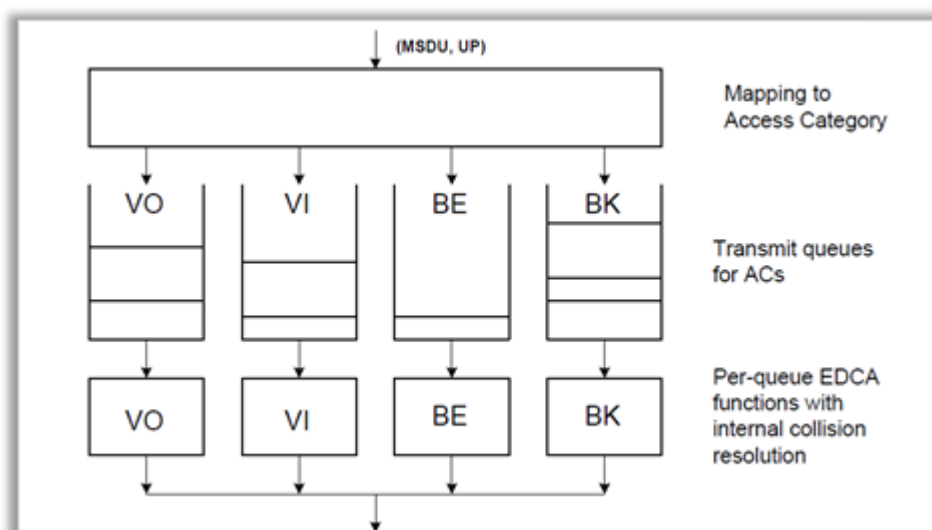 (MSDU, UP)
Mapping to
Access Category
VO
VI
BE
BK
Transmit queues
for ACs
Per-queue EDCA
functions with
internal collision
resolution
VO
VI
BE
BK